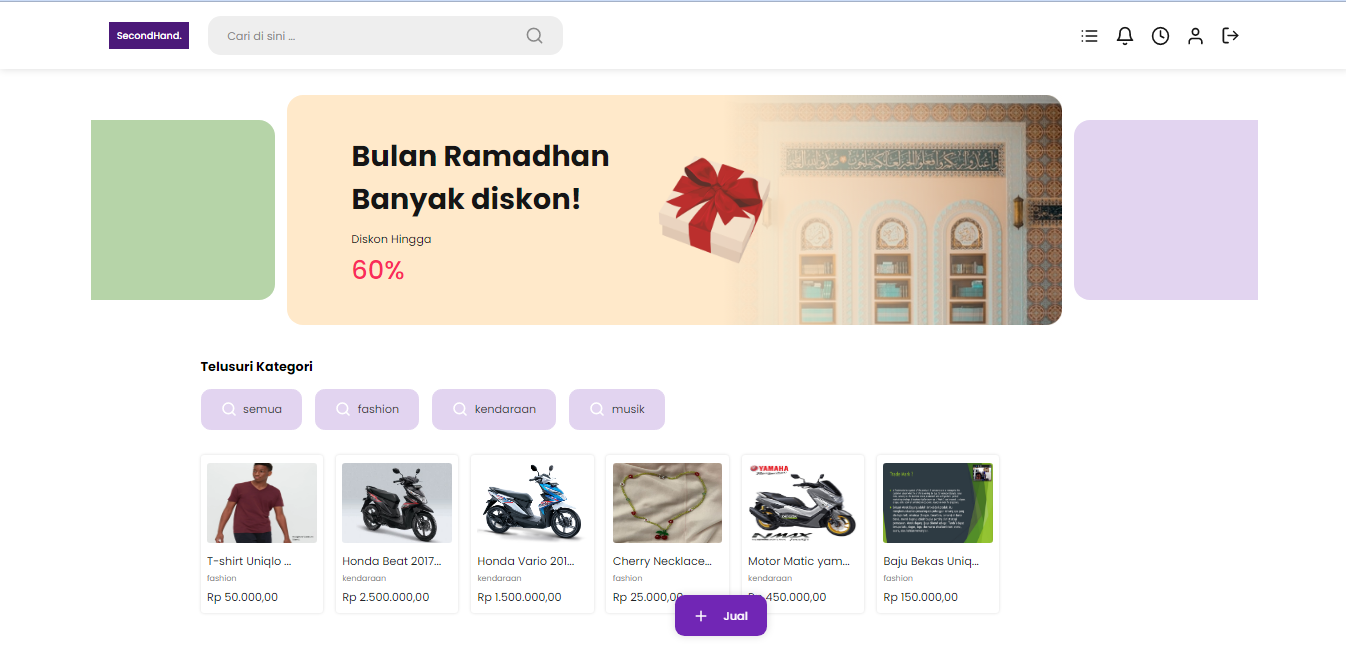 SecondHand.
Cari di sini ...
Bulan Ramadhan
Banyak diskon!
Diskon Hingga
60%
Telusuri Kategori
semua
fashion
kendaraan
musik
T-shirt Uniqlo ...
fashion
Rp 50.000,00
Honda Beat 2017...
kendaraan
Rp 2.500.000,00
Honda Vario 201...
kendaraan
Rp 1.500.000,00
Cherry Necklace...
fashion
Rp 25.000,00
YAMAHA
NMAX
Motor Matic yam...
kendaraan
450.000,00
Baju Bekas Uniq...
fashion
Rp 150.000,00
+ Jual